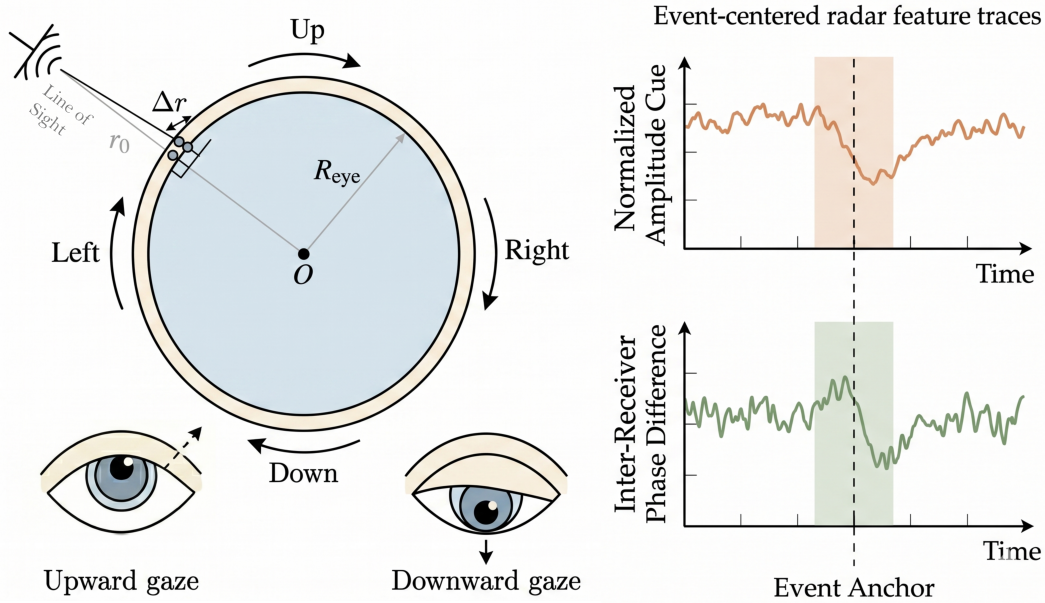 Event-centered radar feature traces
Up
Δr
Line of
Sight
r₀
R_eye
Left
Right
O
Down
Upward gaze
Downward gaze
Normalized
Amplitude Cue
Time
Inter-Receiver
Phase Difference
Time
Event Anchor